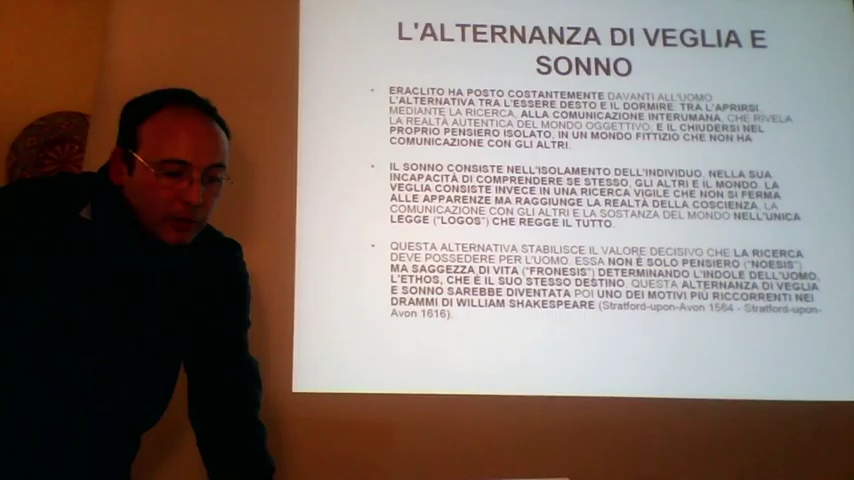 L'ALTERNANZA DI VEGLIA E
SONNO
• ERACLITO HA POSTO COSTANTEMENTE DAVANTI ALL'UOMO
L'ALTERNATIVA TRA L'ESSERE DESTO E IL DORMIRE, TRA L'APRIRSI,
MEDIANTE LA RICERCA, ALLA COMUNICAZIONE INTERUMANA, CHE RIVELA
LA REALTÀ AUTENTICA DEL MONDO OGGETTIVO, E IL CHIUDERSI NEL
PROPRIO PENSIERO ISOLATO, IN UN MONDO FITTIZIO CHE NON HA
COMUNICAZIONE CON GLI ALTRI.
• IL SONNO CONSISTE NELL'ISOLAMENTO DELL'INDIVIDUO, NELLA SUA
INCAPACITÀ DI COMPRENDERE SE STESSO, GLI ALTRI E IL MONDO. LA
VEGLIA CONSISTE INVECE IN UNA RICERCA VIGILE CHE NON SI FERMA
ALLE APPARENZE MA RAGGIUNGE LA REALTÀ DELLA COSCIENZA, LA
COMUNICAZIONE CON GLI ALTRI E LA SOSTANZA DEL MONDO NELL'UNICA
LEGGE ("LOGOS") CHE REGGE IL TUTTO.
• QUESTA ALTERNATIVA STABILISCE IL VALORE DECISIVO CHE LA RICERCA
DEVE POSSEDERE PER L'UOMO. ESSA NON È SOLO PENSIERO ("NOESIS")
MA SAGGEZZA DI VITA ("FRONESIS") DETERMINANDO L'INDOLE DELL'UOMO,
L'ETHOS, CHE È IL SUO STESSO DESTINO. QUESTA ALTERNANZA DI VEGLIA
E SONNO SAREBBE DIVENTATA POI UNO DEI MOTIVI PIÙ RICORRENTI NEI
DRAMMI DI WILLIAM SHAKESPEARE (Stratford-upon-Avon 1564 - Stratford-upon-
Avon 1616).